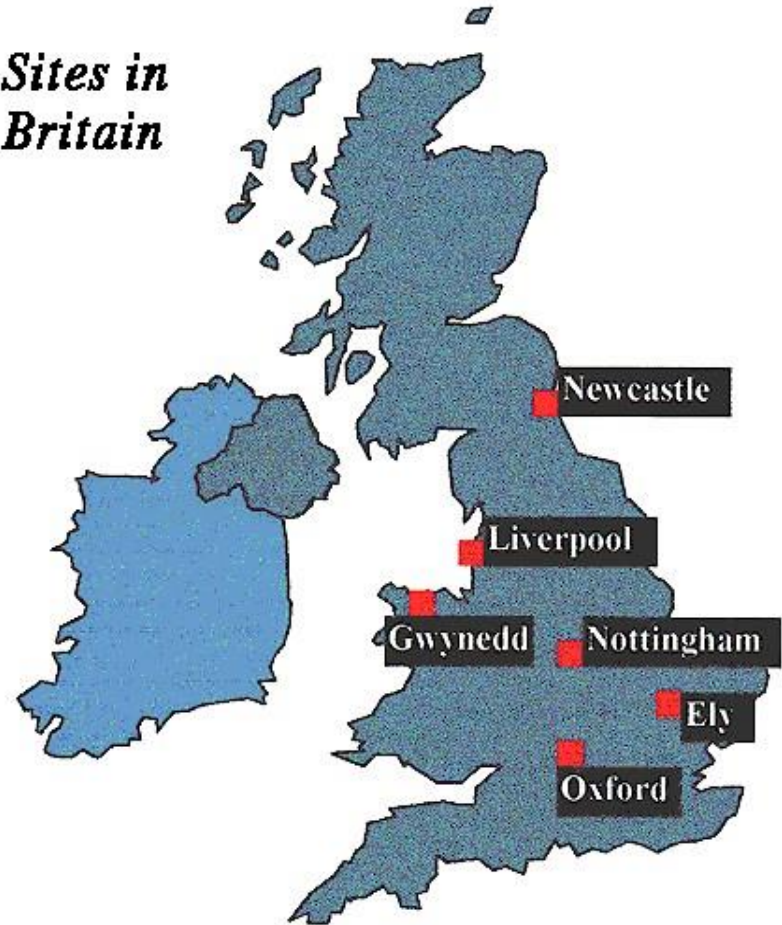 Sites in
Britain
Newcastle
Liverpool
Gwynedd
Nottingham
Ely
Oxford